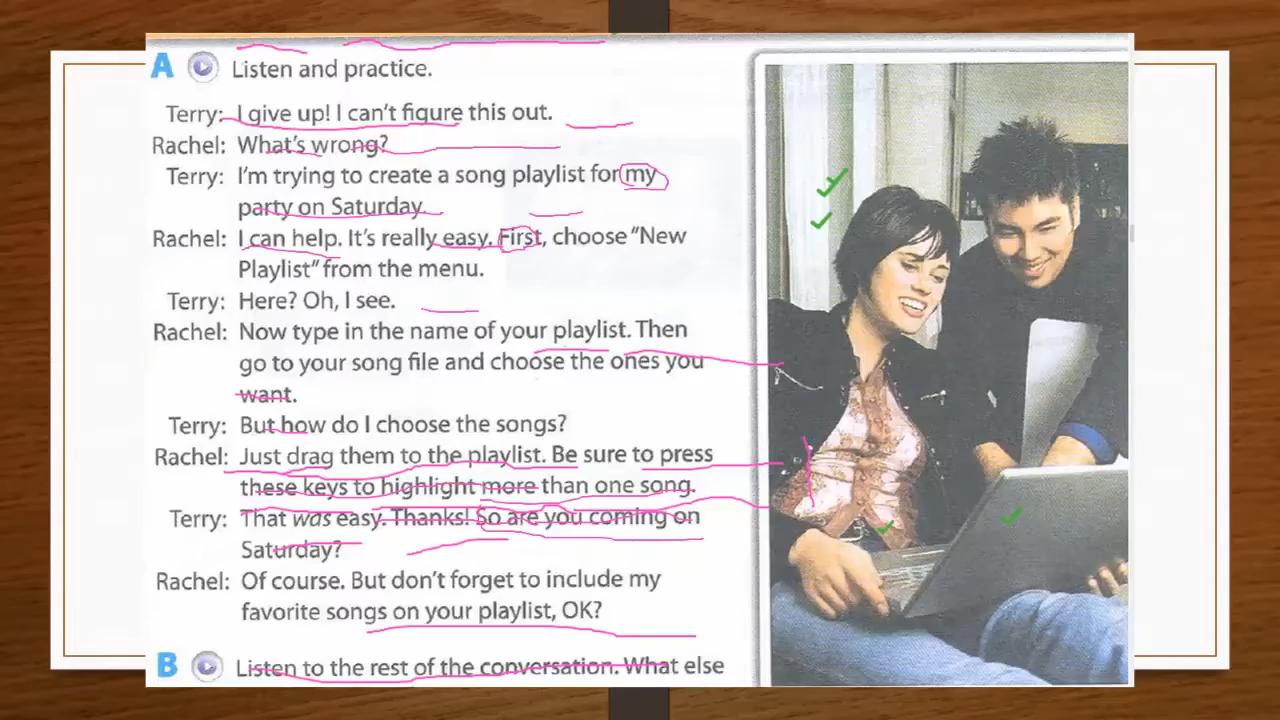 A Listen and practice.
Terry: I give up! I can't figure this out.
Rachel: What's wrong?
Terry: I'm trying to create a song playlist for my
party on Saturday.
Rachel: I can help. It's really easy. First, choose "New
Playlist" from the menu.
Terry: Here? Oh, I see.
Rachel: Now type in the name of your playlist. Then
go to your song file and choose the ones you
want.
Terry: But how do I choose the songs?
Rachel: Just drag them to the playlist. Be sure to press
these keys to highlight more than one song.
Terry: That was easy. Thanks! So are you coming on
Saturday?
Rachel: Of course. But don't forget to include my
favorite songs on your playlist, OK?
B Listen to the rest of the conversation. What else